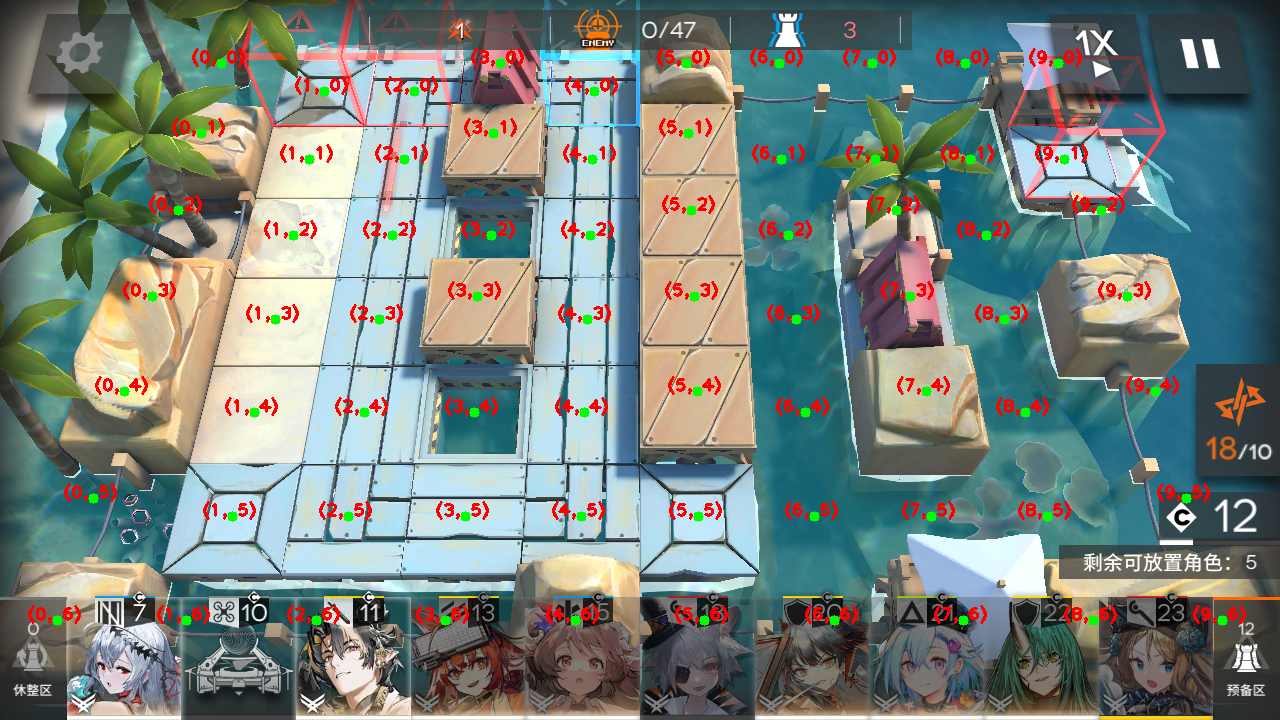 1
ENEMY
0/47
3
1X
(0, 0) (1, 0) (2, 0) (3, 0) (4, 0) (5, 0) (6, 0) (7, 0) (8, 0) (9, 0)
(0, 1) (1, 1) (2, 1) (3, 1) (4, 1) (5, 1) (6, 1) (7, 1) (8, 1) (9, 1)
(0, 2) (1, 2) (2, 2) (3, 2) (4, 2) (5, 2) (6, 2) (7, 2) (8, 2) (9, 2)
(0, 3) (1, 3) (2, 3) (3, 3) (4, 3) (5, 3) (6, 3) (7, 3) (8, 3) (9, 3)
(0, 4) (1, 4) (2, 4) (3, 4) (4, 4) (5, 4) (6, 4) (7, 4) (8, 4) (9, 4)
18/10
(0, 5) (1, 5) (2, 5) (3, 5) (4, 5) (5, 5) (6, 5) (7, 5) (8, 5) (9, 5)
C 12
剩余可放置角色: 5
(0, 6) (1, 6) (2, 6) (3, 6) (4, 6) (5, 6) (6, 6) (7, 6) (8, 6) (9, 6)
7 10 11 13 22 23
休整区
12
预备区